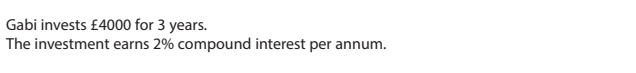 Gabi invests £4000 for 3 years.
The investment earns 2% compound interest per annum.